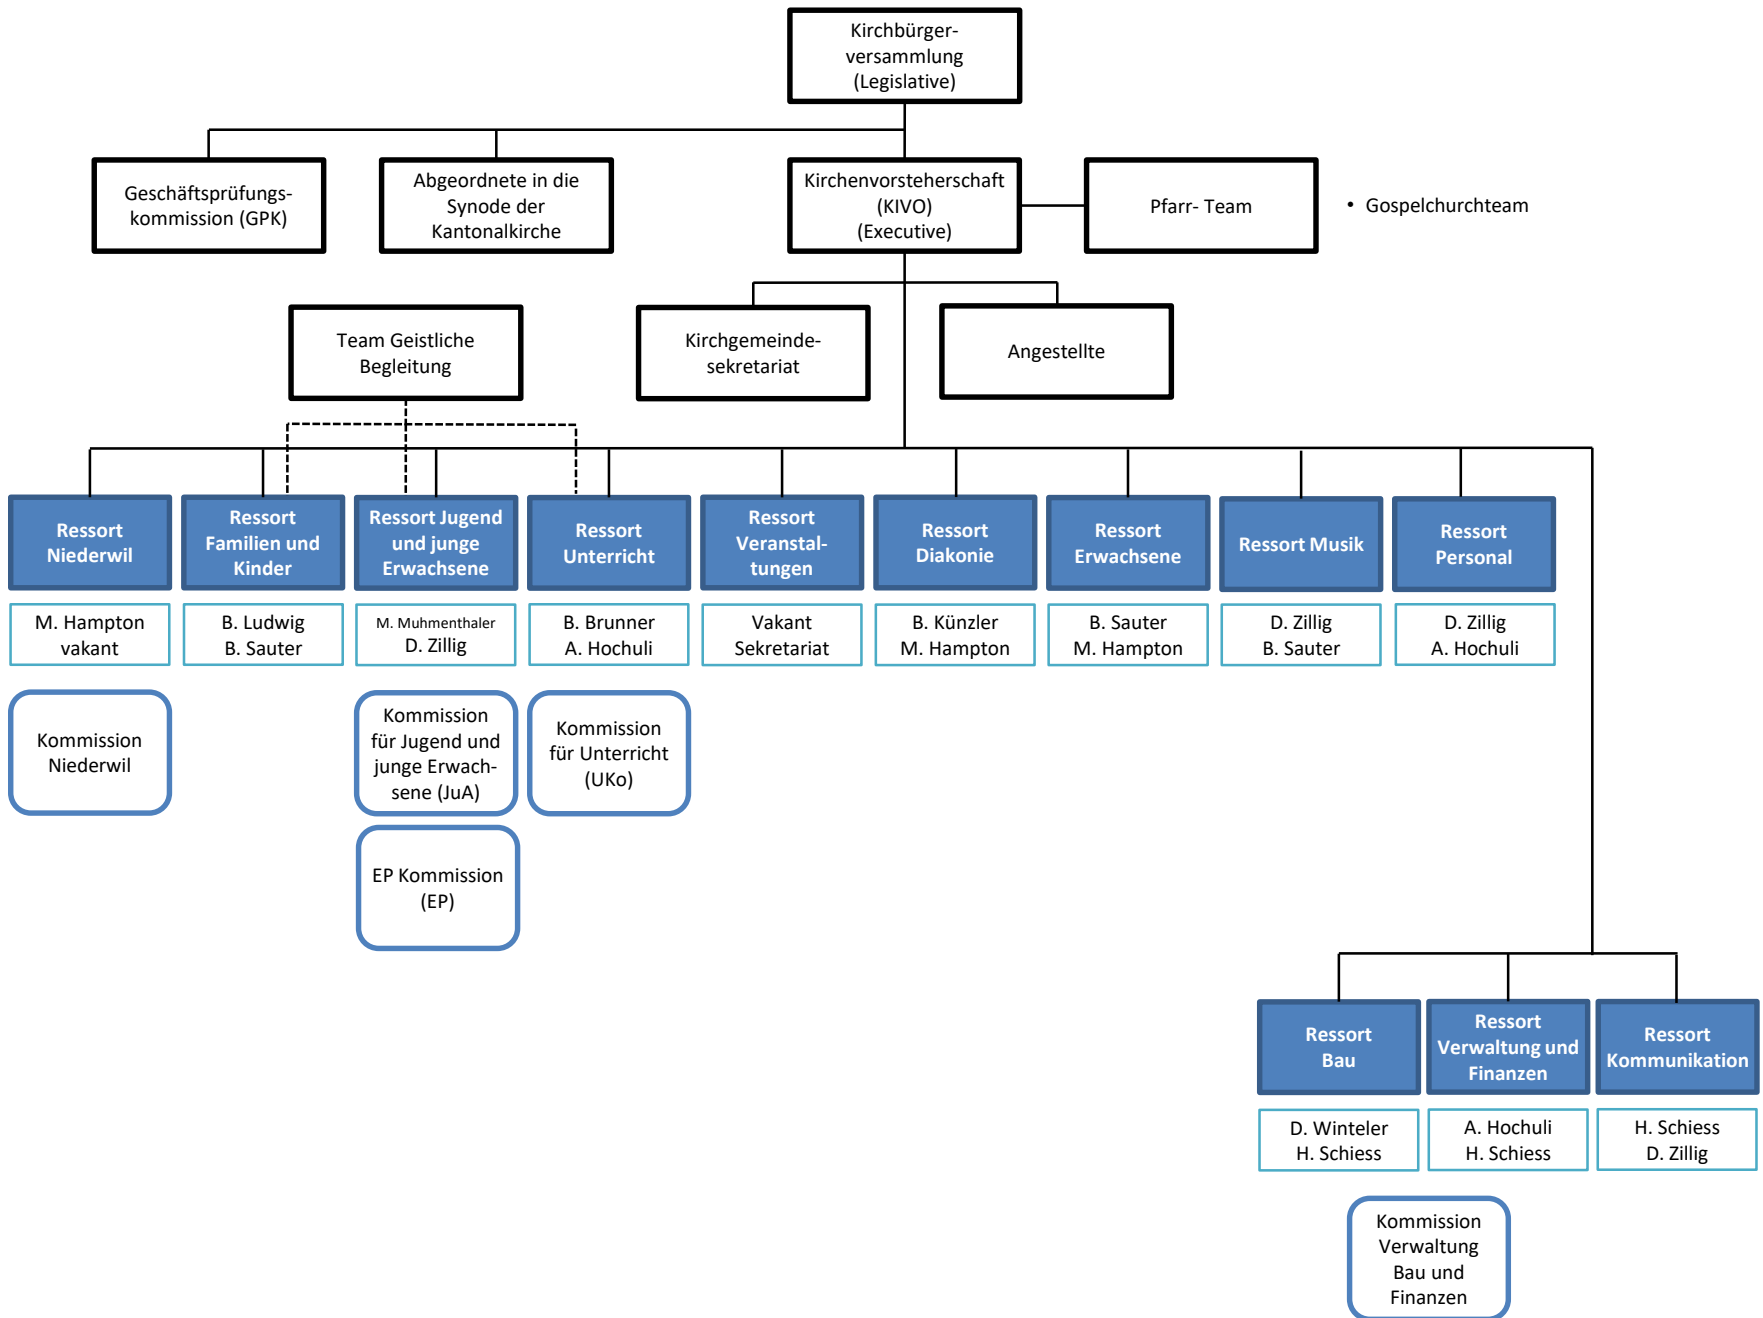 Kirchbürger-
versammlung
(Legislative)
Geschäftsprüfungs-
kommission (GPK)
Abgeordnete in die
Synode der
Kantonalkirche
Kirchenvorsteherschaft
(KIVO)
(Executive)
Pfarr- Team
• Gospelchurchteam
Team Geistliche
Begleitung
Kirchgemeinde-
sekretariat
Angestellte
Ressort
Niederwil
Ressort
Familien und
Kinder
Ressort Jugend
und junge
Erwachsene
Ressort
Unterricht
Ressort
Veranstal-
tungen
Ressort
Diakonie
Ressort
Erwachsene
Ressort Musik
Ressort
Personal
M. Hampton
vakant
B. Ludwig
B. Sauter
M. Muhmenthaler
D. Zillig
B. Brunner
A. Hochuli
Vakant
Sekretariat
B. Künzler
M. Hampton
B. Sauter
M. Hampton
D. Zillig
B. Sauter
D. Zillig
A. Hochuli
Kommission
Niederwil
Kommission
für Jugend und
junge Erwach-
sene (JuA)
Kommission
für Unterricht
(UKo)
EP Kommission
(EP)
Ressort
Bau
Ressort
Verwaltung und
Finanzen
Ressort
Kommunikation
D. Winteler
H. Schiess
A. Hochuli
H. Schiess
H. Schiess
D. Zillig
Kommission
Verwaltung
Bau und
Finanzen